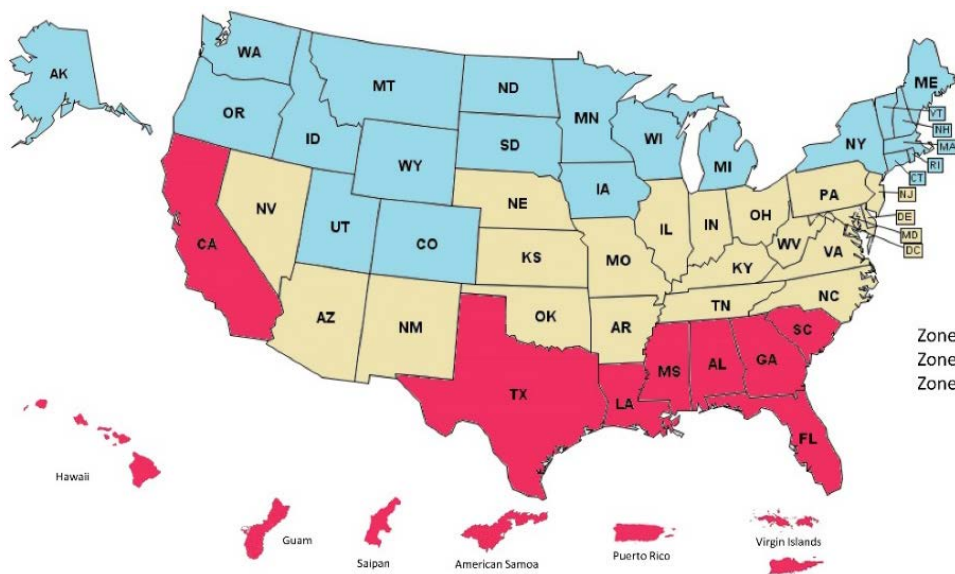 WA
AK
MT
ND
ME
OR
MN
VT
ID
SD
WI
NH
NY
MA
WY
MI
RI
CT
IA
PA
NJ
NE
NV
OH
IL
IN
DE
UT
CO
WV
MD
CA
VA
DC
KS
MO
KY
NC
TN
AZ
OK
NM
AR
SC
Zone
MS
AL
GA
Zone
Zone
TX
LA
FL
Hawaii
Guam
Saipan
American Samoa
Puerto Rico
Virgin Islands